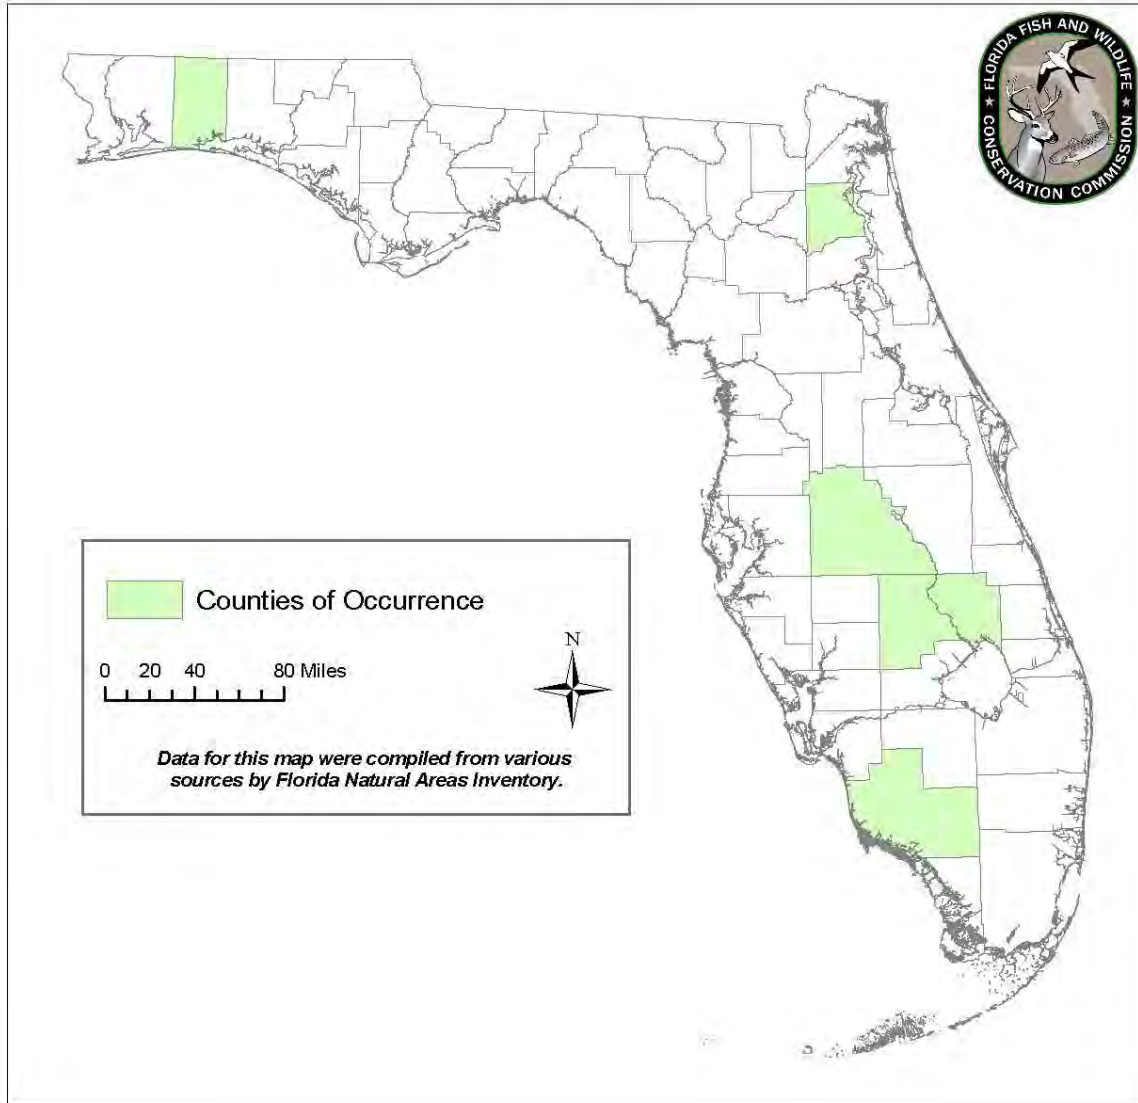 ★ FLORIDA FISH AND WILDLIFE ★
CONSERVATION COMMISSION
Counties of Occurrence
N
0 20 40 80 Miles
Data for this map were compiled from various
sources by Florida Natural Areas Inventory.